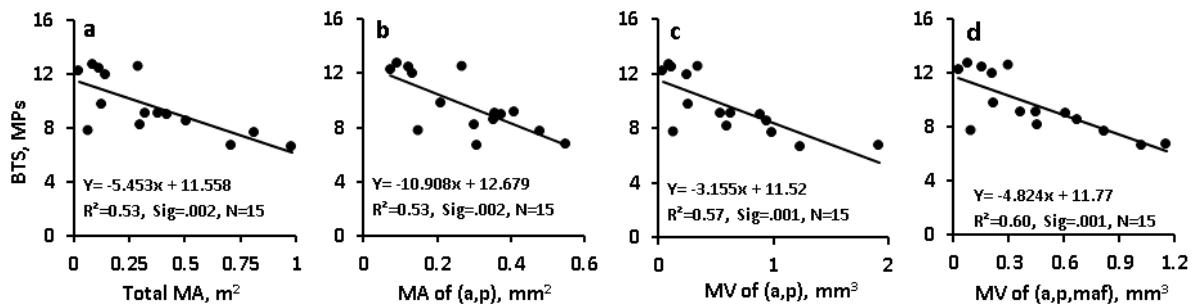 BTS, MPs
16
12
8
4
0
a
Y= -5.453x + 11.558
R²=0.53, Sig=.002, N=15
0 0.25 0.5 0.75 1
Total MA, m²
16
12
8
4
0
b
Y= -10.908x + 12.679
R²=0.53, Sig=.002, N=15
0 0.2 0.4 0.6
MA of (a,p), mm²
16
12
8
4
0
c
Y= -3.155x + 11.52
R²=0.57, Sig=.001, N=15
0 1 2
MV of (a,p), mm³
16
12
8
4
0
d
Y= -4.824x + 11.77
R²=0.60, Sig=.001, N=15
0 0.3 0.6 0.9 1.2
MV of (a,p,maf) mm³